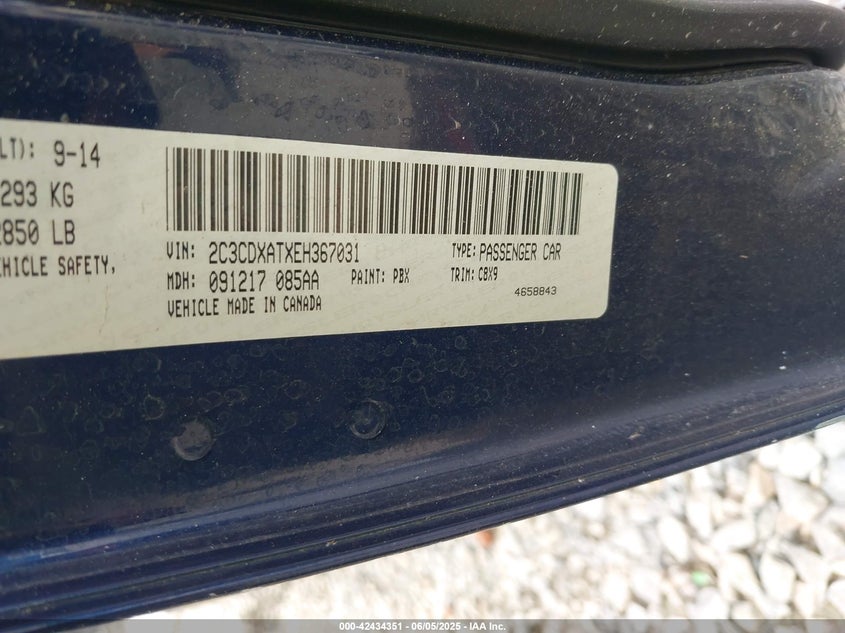 LT): 9-14
293 KG
2850 LB
EHICLE SAFETY,
VIN: 2C3CDXATXEH367031 TYPE: PASSENGER CAR
MDH: 091217 085AA PAINT: PBX TRIM: CBX9
VEHICLE MADE IN CANADA 4658843
000-42434351 - 06/05/2025 - IAA Inc.